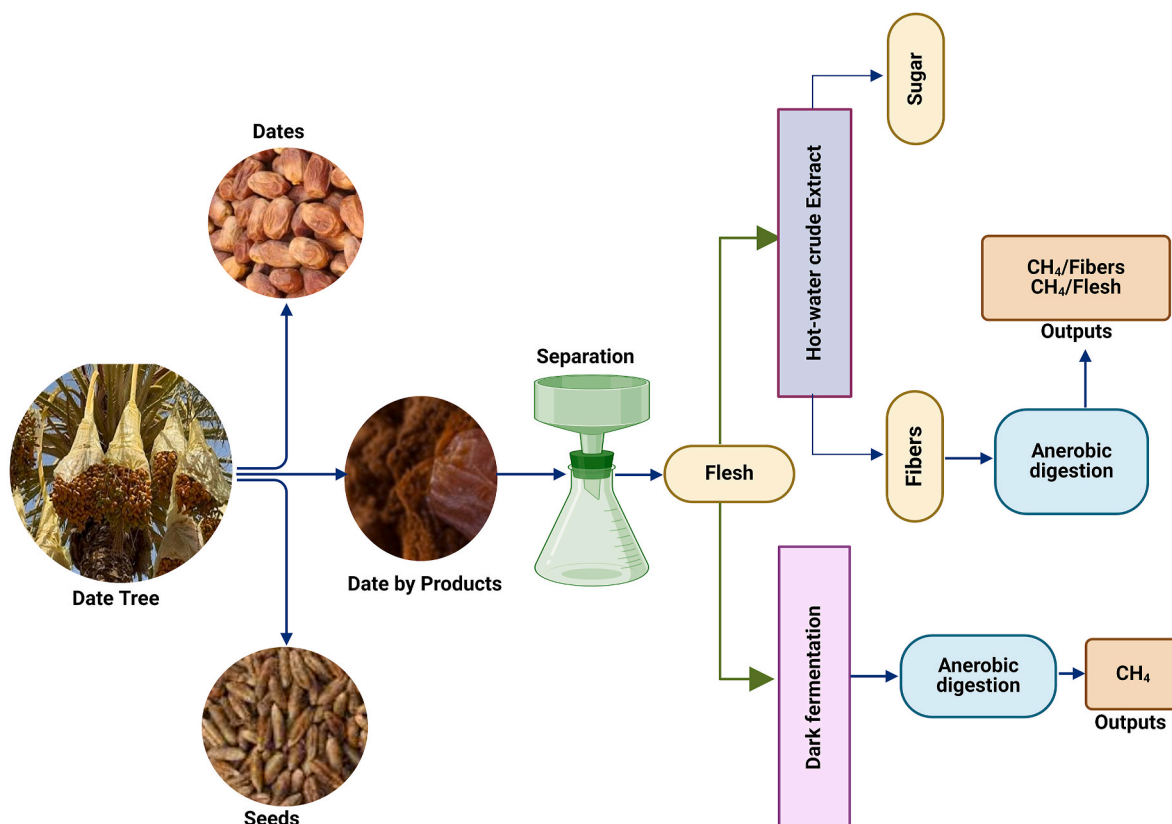 Dates
Date Tree
Seeds
Date by Products
Separation
Flesh
Hot-water crude Extract
Sugar
Fibers
Anerobic
digestion
CH₄/Fibers
CH₄/Flesh
Outputs
Dark fermentation
Anerobic
digestion
CH₄
Outputs